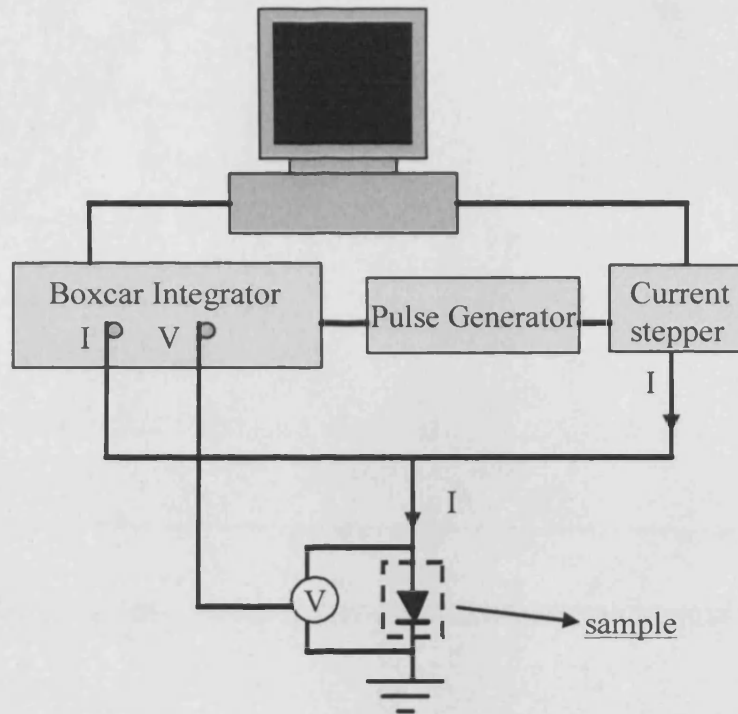 Boxcar Integrator
I V
Pulse Generator
Current
stepper
I
I
V
sample